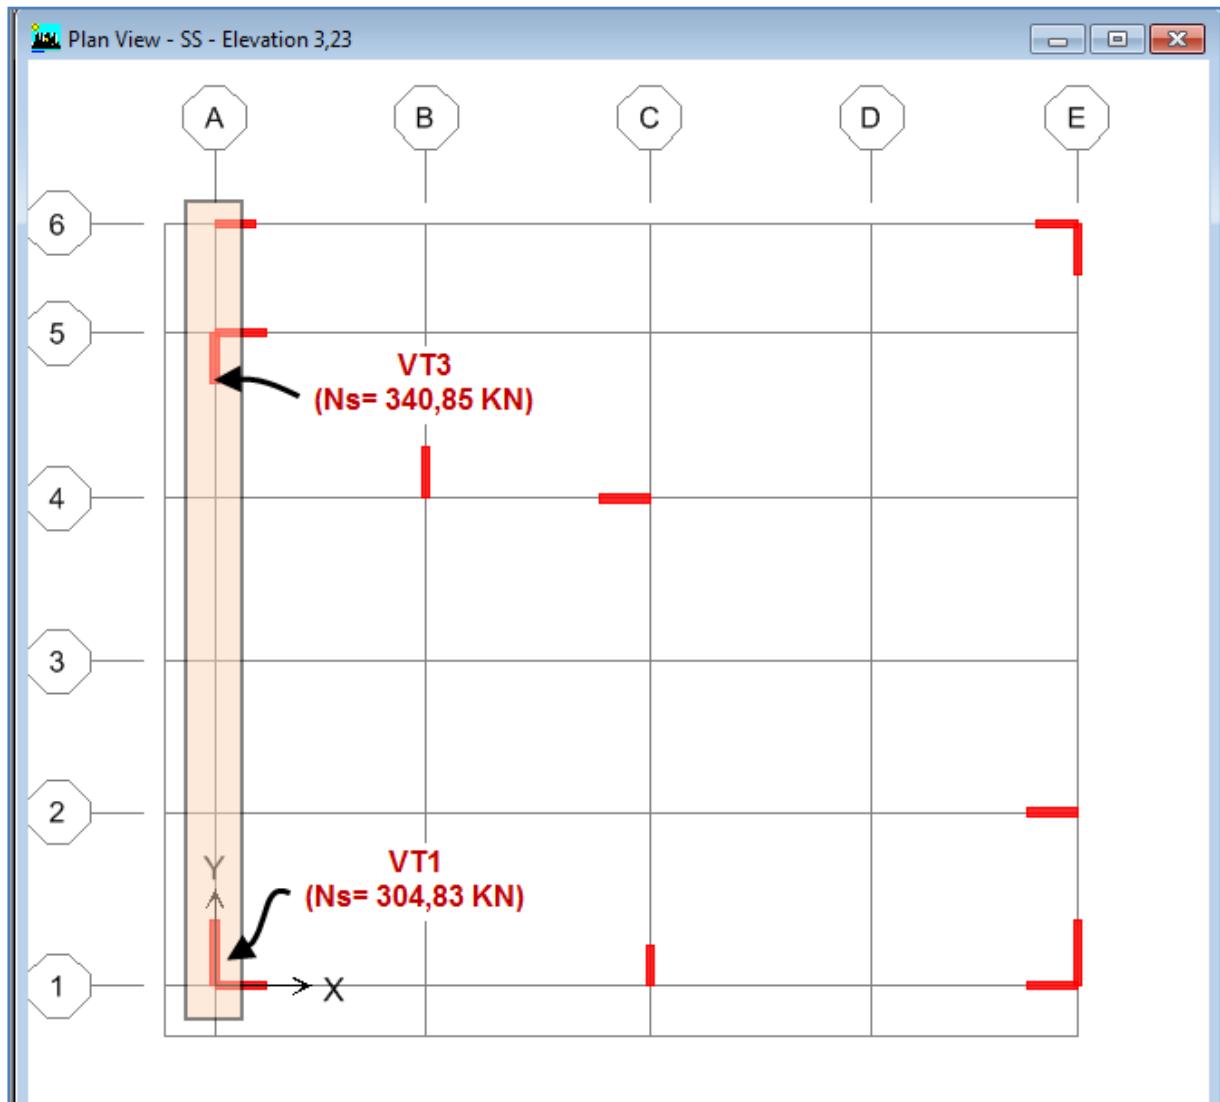 Plan View - SS - Elevation 3,23
A B C D E
6
5
VT3
(Ns= 340,85 KN)
4
3
2
VT1
(Ns= 304,83 KN)
Y
1
X